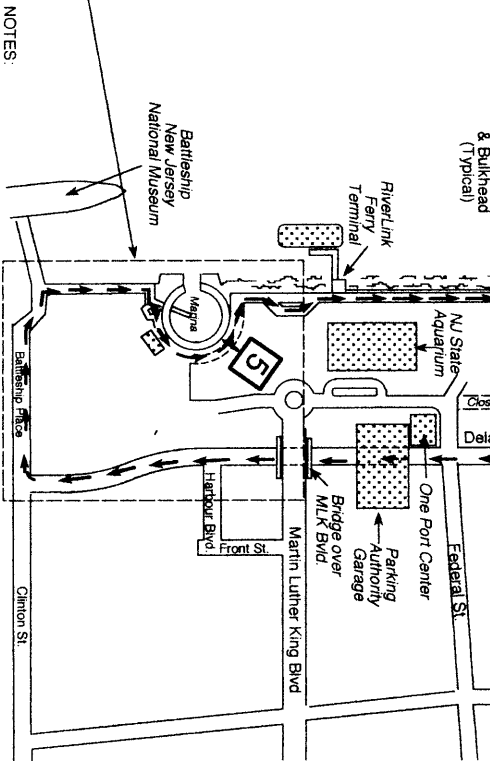 & Bulkhead
(Typical)
RiverLink
Ferry
Terminal
NJ State
Aquarium
Battleship
New Jersey
National Museum
NOTES:
Magna
5
Clos
Dela
One Port Center
Federal St.
Parking
Authority
Garage
Bridge over
MLK Bvld.
Martin Luther King Blvd
Front St.
Harbour Blvd.
Battleship Place
Clinton St.